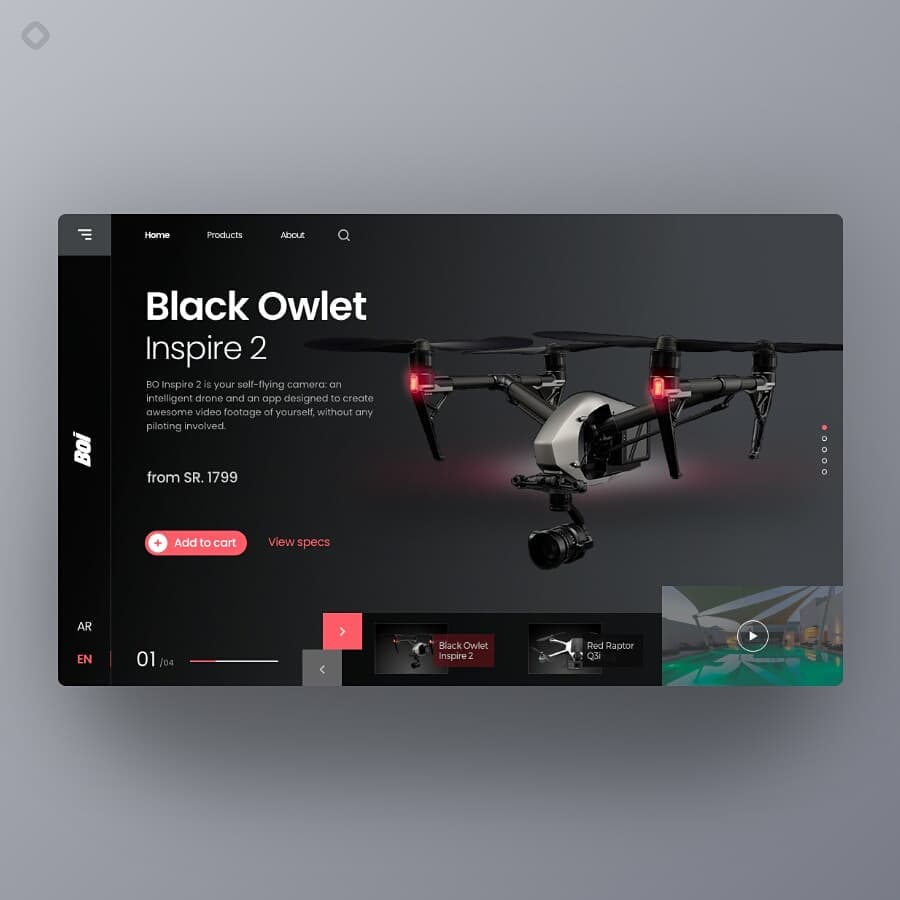 Home
Products
About
Black Owlet
Inspire 2
BO Inspire 2 is your self-flying camera: an
intelligent drone and an app designed to create
awesome video footage of yourself, without any
piloting involved.
from SR. 1799
Add to cart
View specs
BOi
AR
EN
01 /04
Black Owlet
Inspire 2
Red Raptor
Q3i